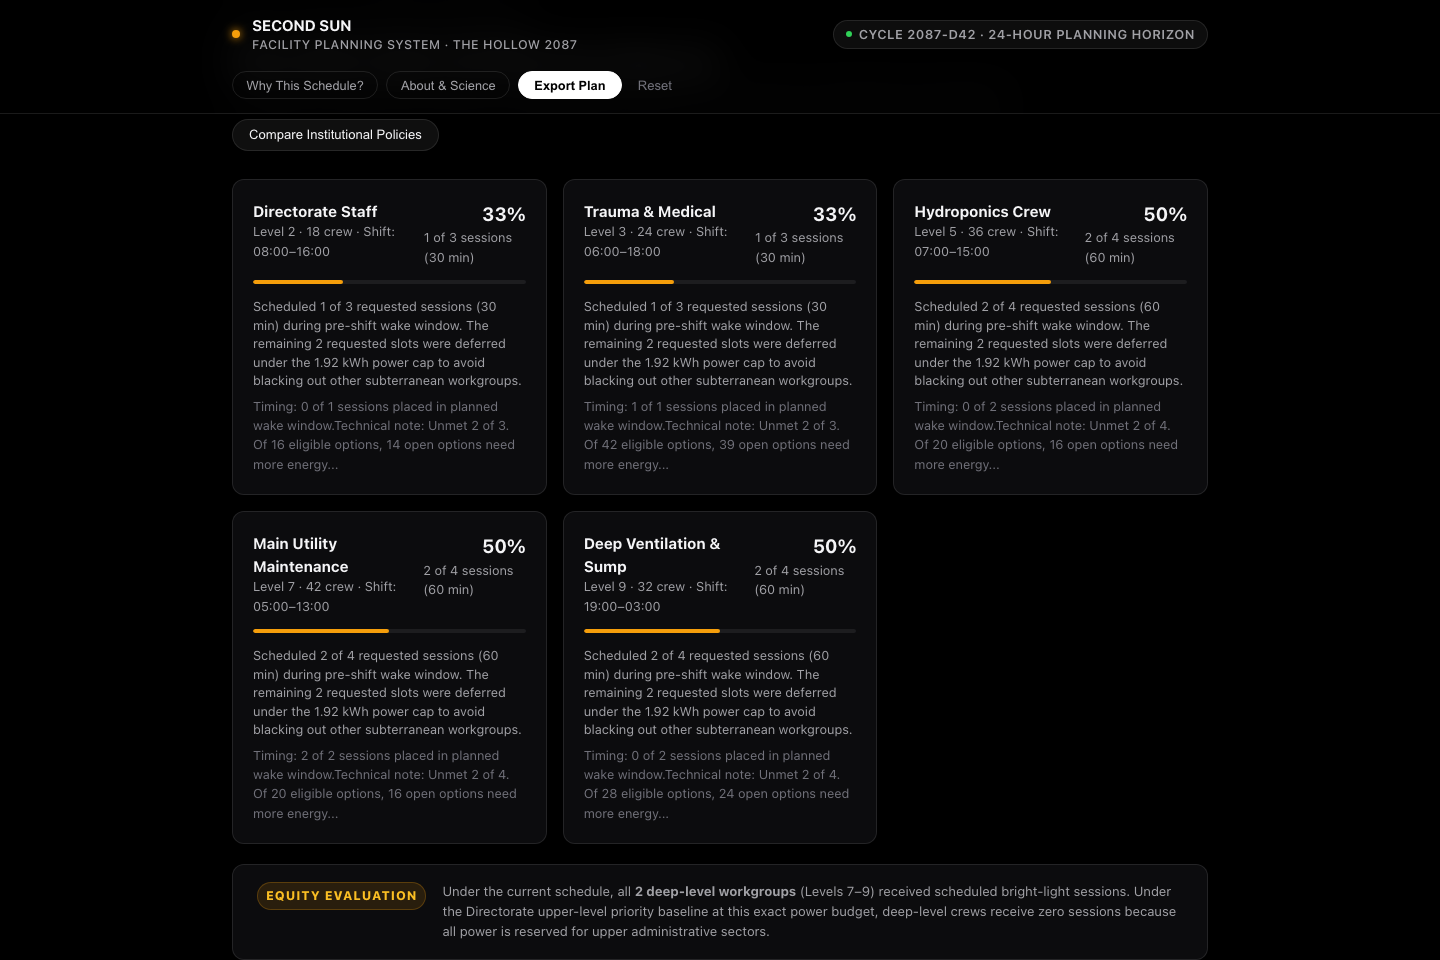 SECOND SUN
FACILITY PLANNING SYSTEM · THE HOLLOW 2087
CYCLE 2087-D42 · 24-HOUR PLANNING HORIZON
Why This Schedule?
About & Science
Export Plan
Reset
Compare Institutional Policies
Directorate Staff
33%
Level 2 · 18 crew · Shift:
08:00–16:00
1 of 3 sessions
(30 min)
Scheduled 1 of 3 requested sessions (30
min) during pre-shift wake window. The
remaining 2 requested slots were deferred
under the 1.92 kWh power cap to avoid
blacking out other subterranean workgroups.
Timing: 0 of 1 sessions placed in planned
wake window.Technical note: Unmet 2 of 3.
Of 16 eligible options, 14 open options need
more energy...
Trauma & Medical
33%
Level 3 · 24 crew · Shift:
06:00–18:00
1 of 3 sessions
(30 min)
Scheduled 1 of 3 requested sessions (30
min) during pre-shift wake window. The
remaining 2 requested slots were deferred
under the 1.92 kWh power cap to avoid
blacking out other subterranean workgroups.
Timing: 1 of 1 sessions placed in planned
wake window.Technical note: Unmet 2 of 3.
Of 42 eligible options, 39 open options need
more energy...
Hydroponics Crew
50%
Level 5 · 36 crew · Shift:
07:00–15:00
2 of 4 sessions
(60 min)
Scheduled 2 of 4 requested sessions (60
min) during pre-shift wake window. The
remaining 2 requested slots were deferred
under the 1.92 kWh power cap to avoid
blacking out other subterranean workgroups.
Timing: 0 of 2 sessions placed in planned
wake window.Technical note: Unmet 2 of 4.
Of 20 eligible options, 16 open options need
more energy...
Main Utility
Maintenance
50%
Level 7 · 42 crew · Shift:
05:00–13:00
2 of 4 sessions
(60 min)
Scheduled 2 of 4 requested sessions (60
min) during pre-shift wake window. The
remaining 2 requested slots were deferred
under the 1.92 kWh power cap to avoid
blacking out other subterranean workgroups.
Timing: 2 of 2 sessions placed in planned
wake window.Technical note: Unmet 2 of 4.
Of 20 eligible options, 16 open options need
more energy...
Deep Ventilation &
Sump
50%
Level 9 · 32 crew · Shift:
19:00–03:00
2 of 4 sessions
(60 min)
Scheduled 2 of 4 requested sessions (60
min) during pre-shift wake window. The
remaining 2 requested slots were deferred
under the 1.92 kWh power cap to avoid
blacking out other subterranean workgroups.
Timing: 0 of 2 sessions placed in planned
wake window.Technical note: Unmet 2 of 4.
Of 28 eligible options, 24 open options need
more energy...
EQUITY EVALUATION
Under the current schedule, all 2 deep-level workgroups (Levels 7–9) received scheduled bright-light sessions. Under
the Directorate upper-level priority baseline at this exact power budget, deep-level crews receive zero sessions because
all power is reserved for upper administrative sectors.